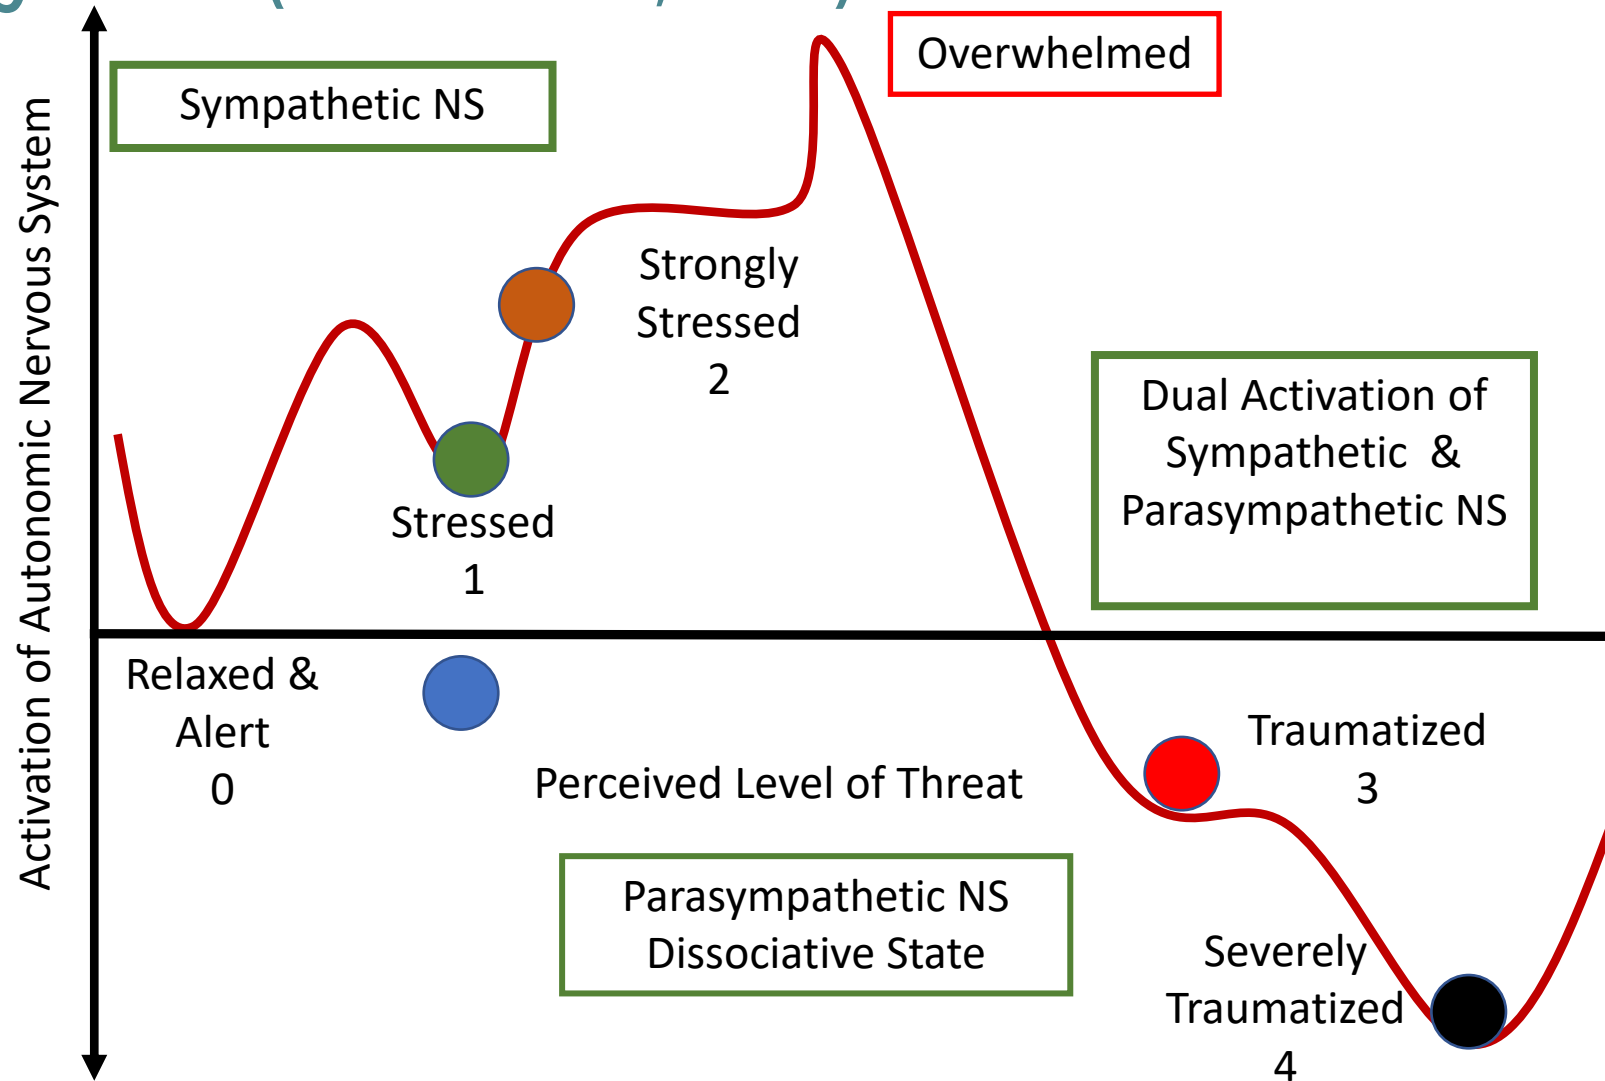 Activation of Autonomic Nervous System
Sympathetic NS
Overwhelmed
Strongly
Stressed
2
Stressed
1
Dual Activation of
Sympathetic &
Parasympathetic NS
Relaxed &
Alert
0
Perceived Level of Threat
Traumatized
3
Parasympathetic NS
Dissociative State
Severely
Traumatized
4